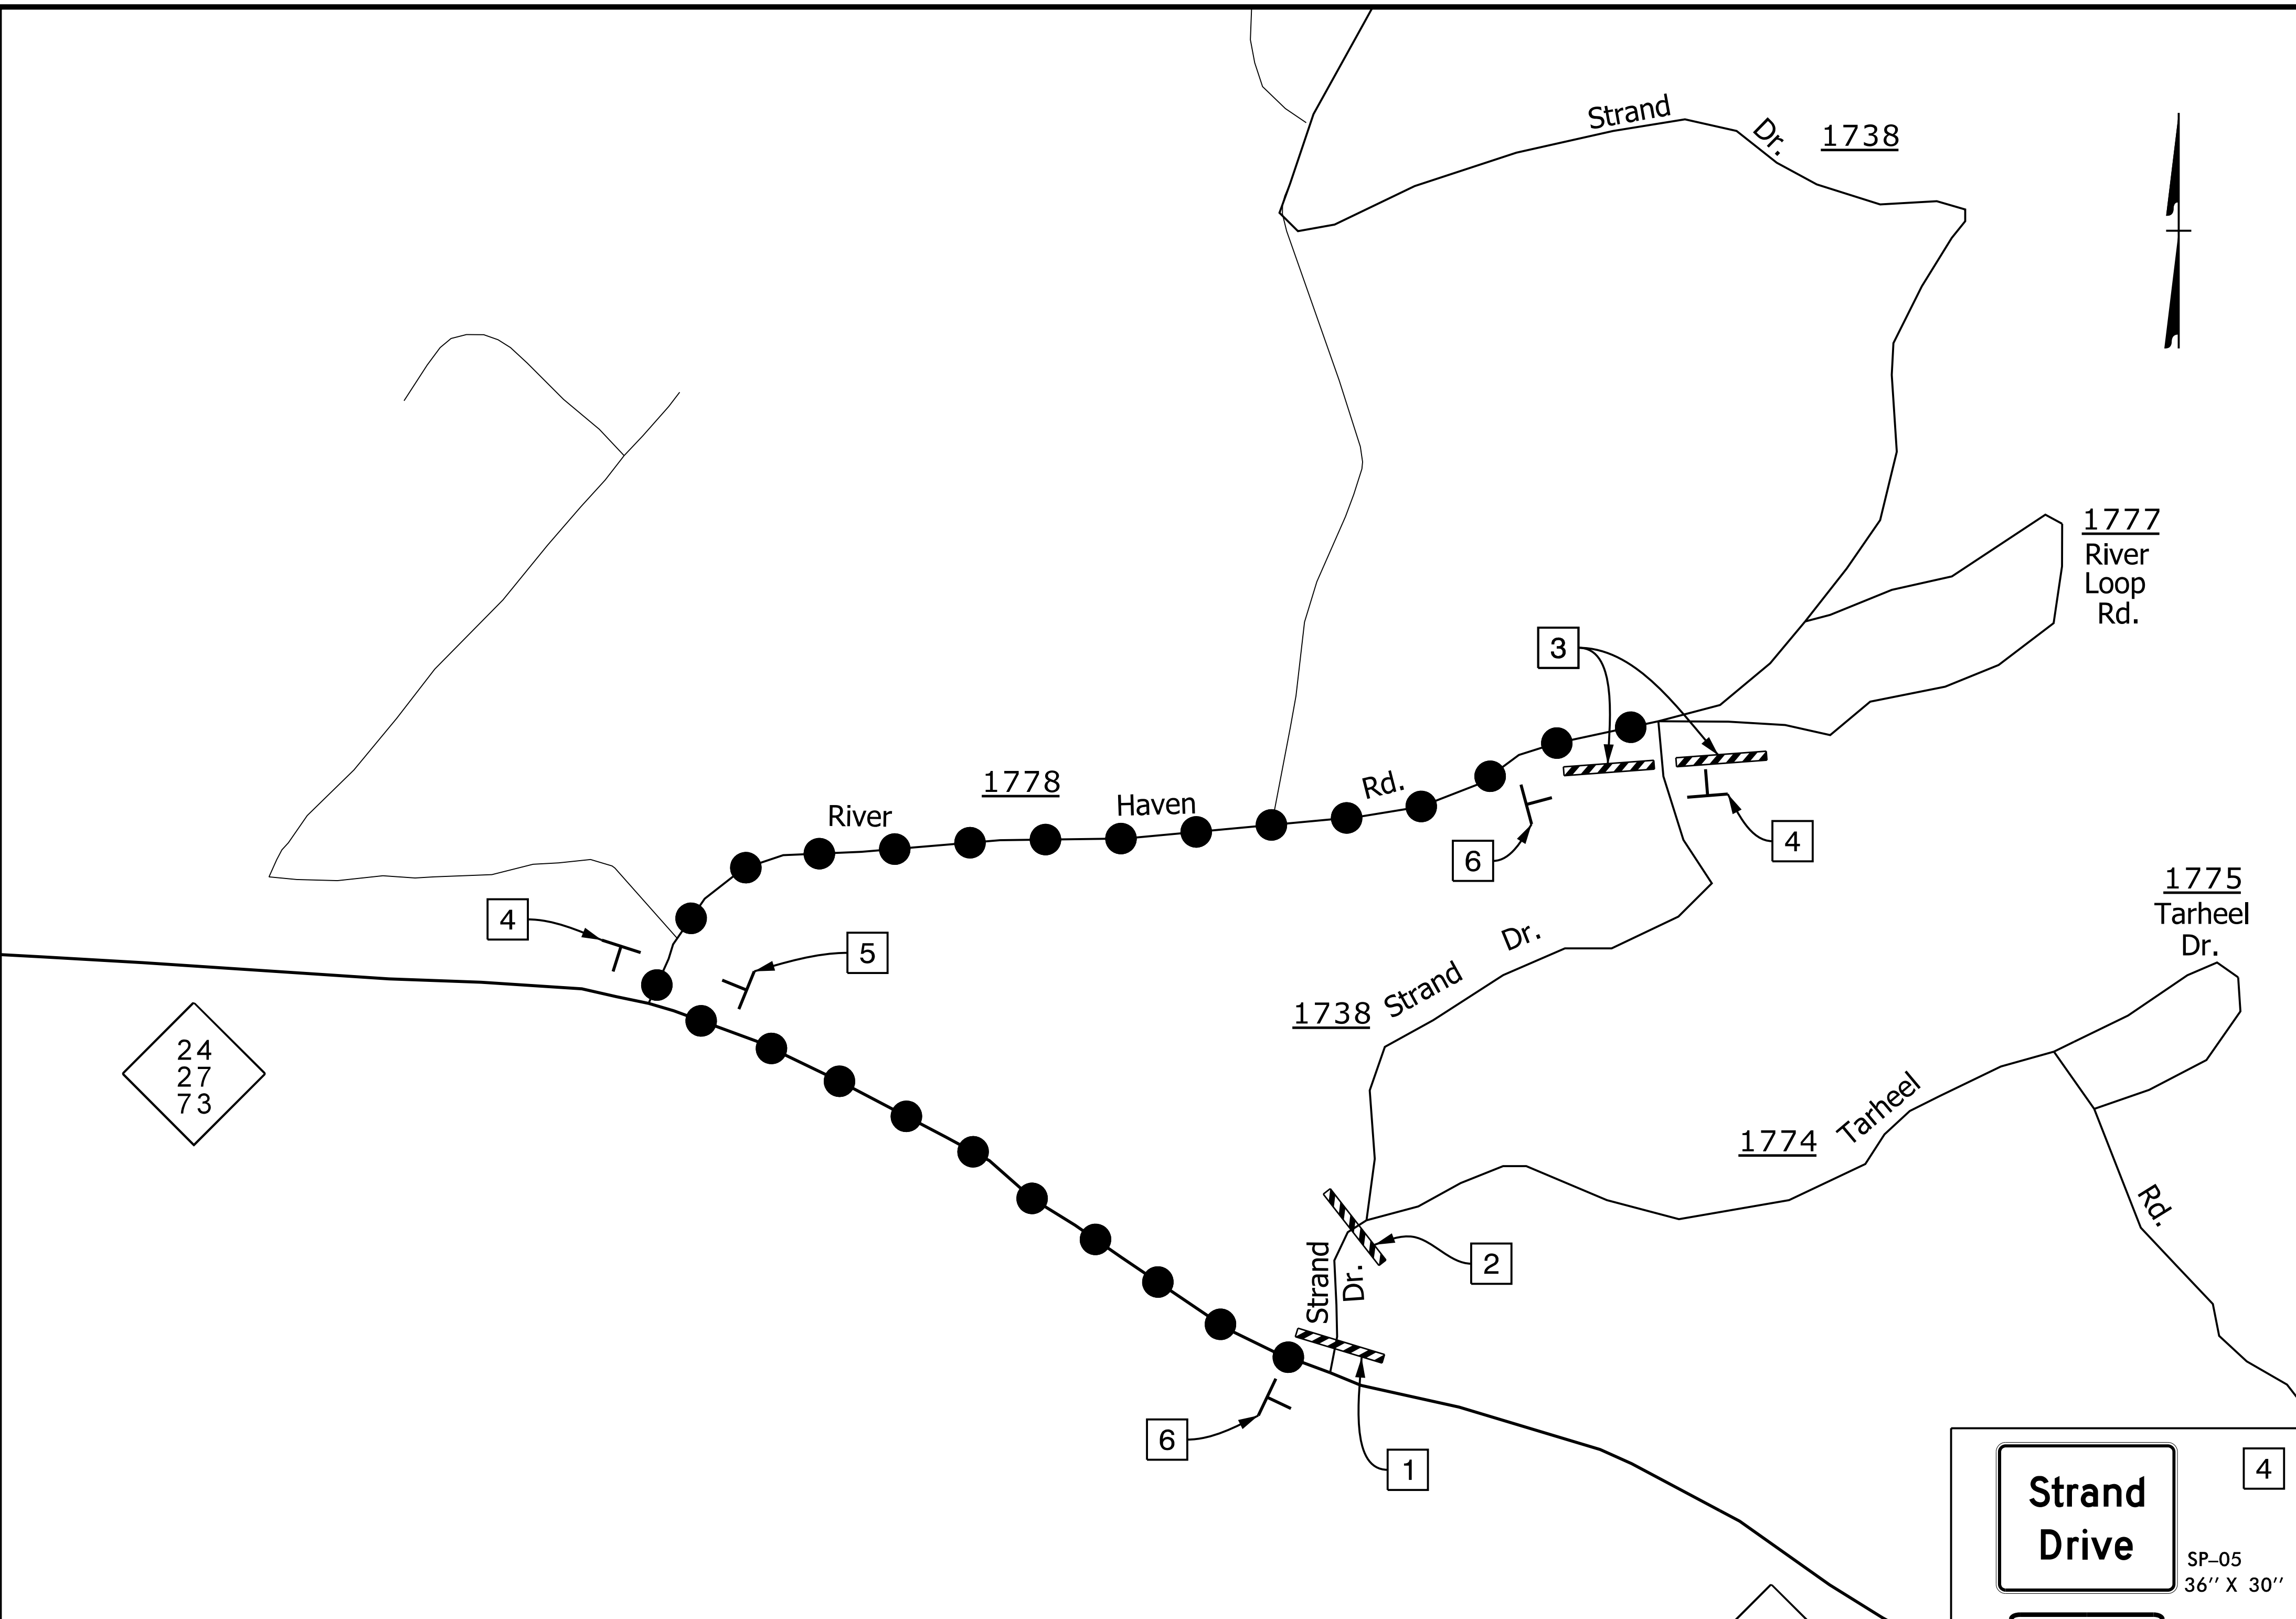 Strand
Dr.
1738
1777
River
Loop
Rd.
3
1778
River
Haven
Rd.
6
4
1775
Tarheel
Dr.
4
5
1738
Strand
Dr.
24
27
73
1774
Tarheel
Rd.
2
Strand
Dr.
6
1
Strand
Drive
4
SP–05
36″ X 30″